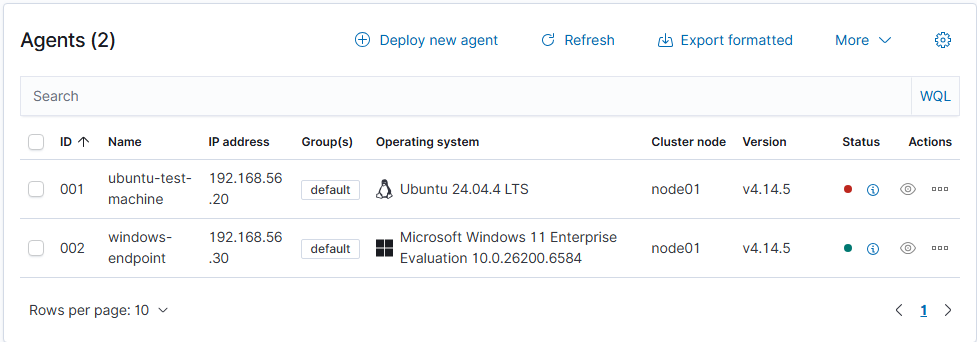 Agents (2)
Deploy new agent
Refresh
Export formatted
More
Search
WQL
ID
Name
IP address
Group(s)
Operating system
Cluster node
Version
Status
Actions
001
ubuntu-test-
machine
192.168.56
.20
default
Ubuntu 24.04.4 LTS
node01
v4.14.5
002
windows-
endpoint
192.168.56
.30
default
Microsoft Windows 11 Enterprise
Evaluation 10.0.26200.6584
node01
v4.14.5
Rows per page: 10
1